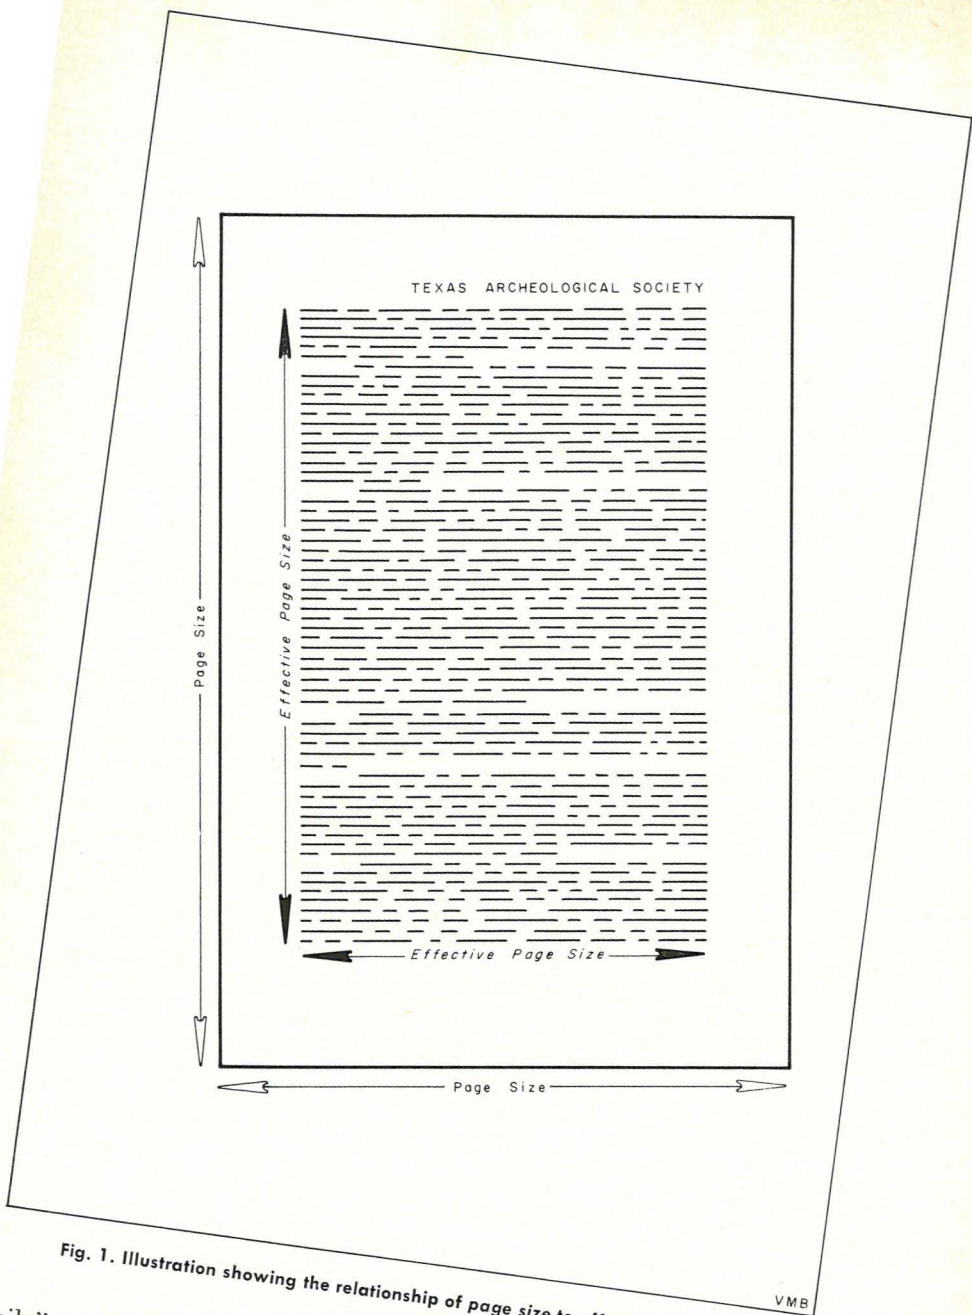 TEXAS ARCHEOLOGICAL SOCIETY
Page Size
Effective Page Size
Effective Page Size
Page Size
VMB
Fig. 1. Illustration showing the relationship of page size to